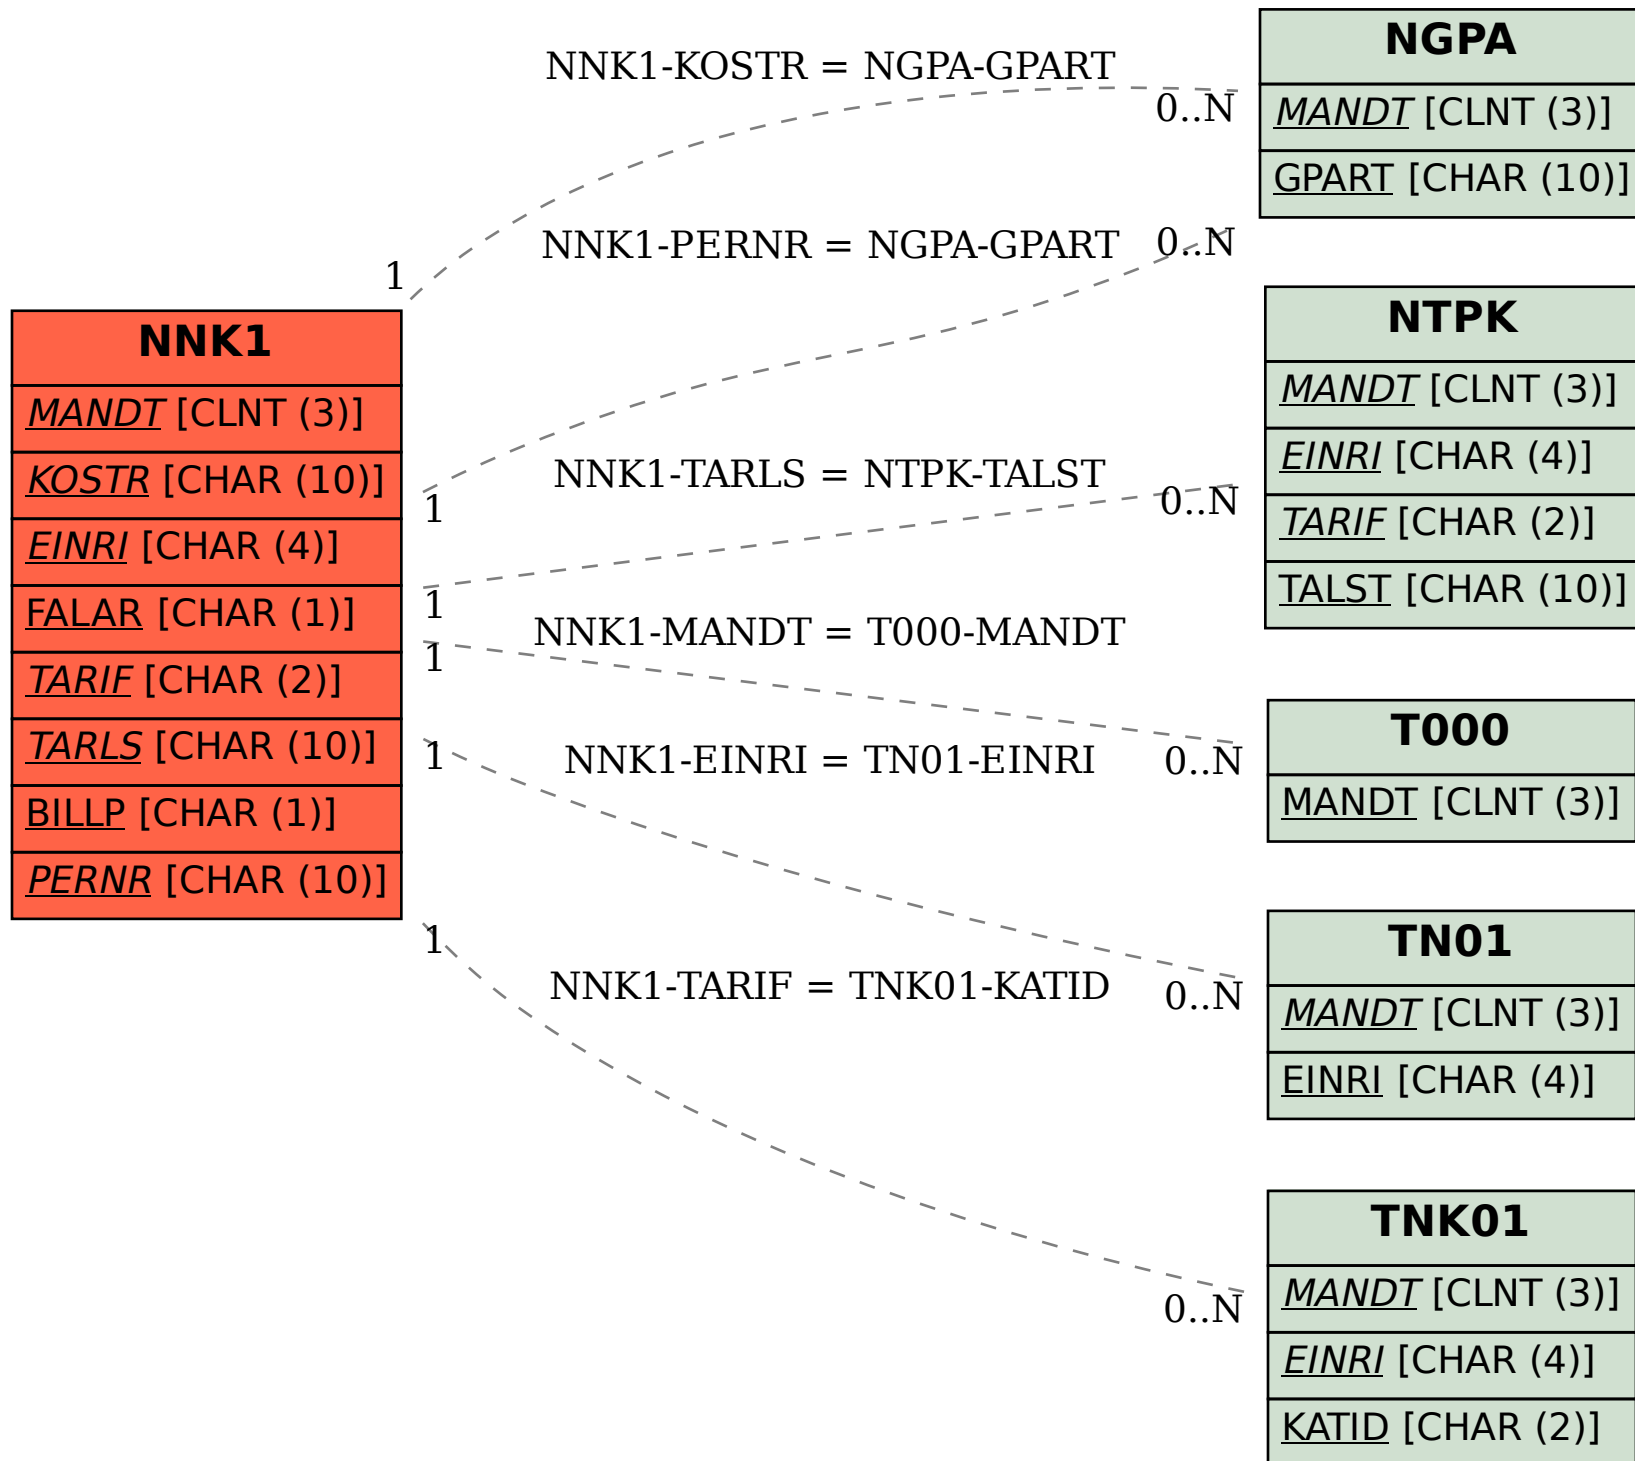 NNK1
MANDT [CLNT (3)]
KOSTR [CHAR (10)]
EINRI [CHAR (4)]
FALAR [CHAR (1)]
TARIF [CHAR (2)]
TARLS [CHAR (10)]
BILLP [CHAR (1)]
PERNR [CHAR (10)]
NNK1-KOSTR = NGPA-GPART
1
0..N
NNK1-PERNR = NGPA-GPART
1
0..N
NNK1-TARLS = NTPK-TALST
1
0..N
NNK1-MANDT = T000-MANDT
1
0..N
NNK1-EINRI = TN01-EINRI
1
0..N
NNK1-TARIF = TNK01-KATID
1
0..N
NGPA
MANDT [CLNT (3)]
GPART [CHAR (10)]
NTPK
MANDT [CLNT (3)]
EINRI [CHAR (4)]
TARIF [CHAR (2)]
TALST [CHAR (10)]
T000
MANDT [CLNT (3)]
TN01
MANDT [CLNT (3)]
EINRI [CHAR (4)]
TNK01
MANDT [CLNT (3)]
EINRI [CHAR (4)]
KATID [CHAR (2)]